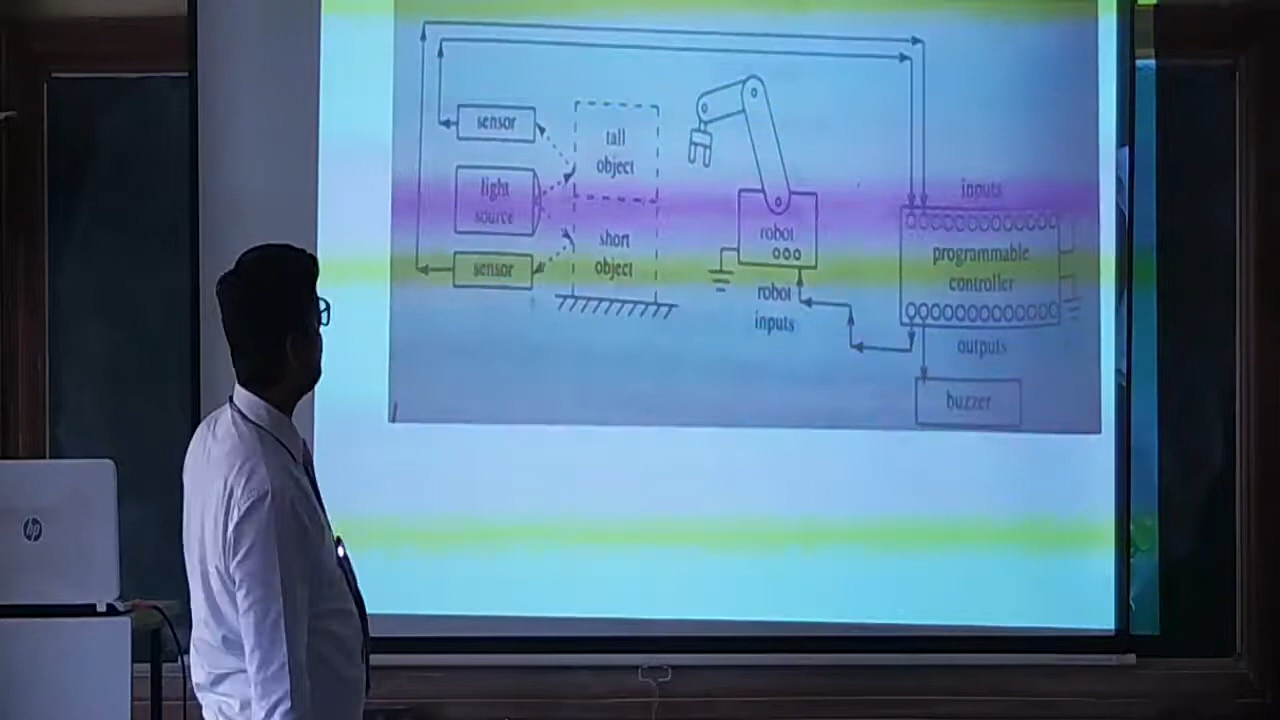 sensor
tall
object
light
source
short
object
sensor
robot
robot
inputs
inputs
programmable
controller
outputs
buzzer
hp